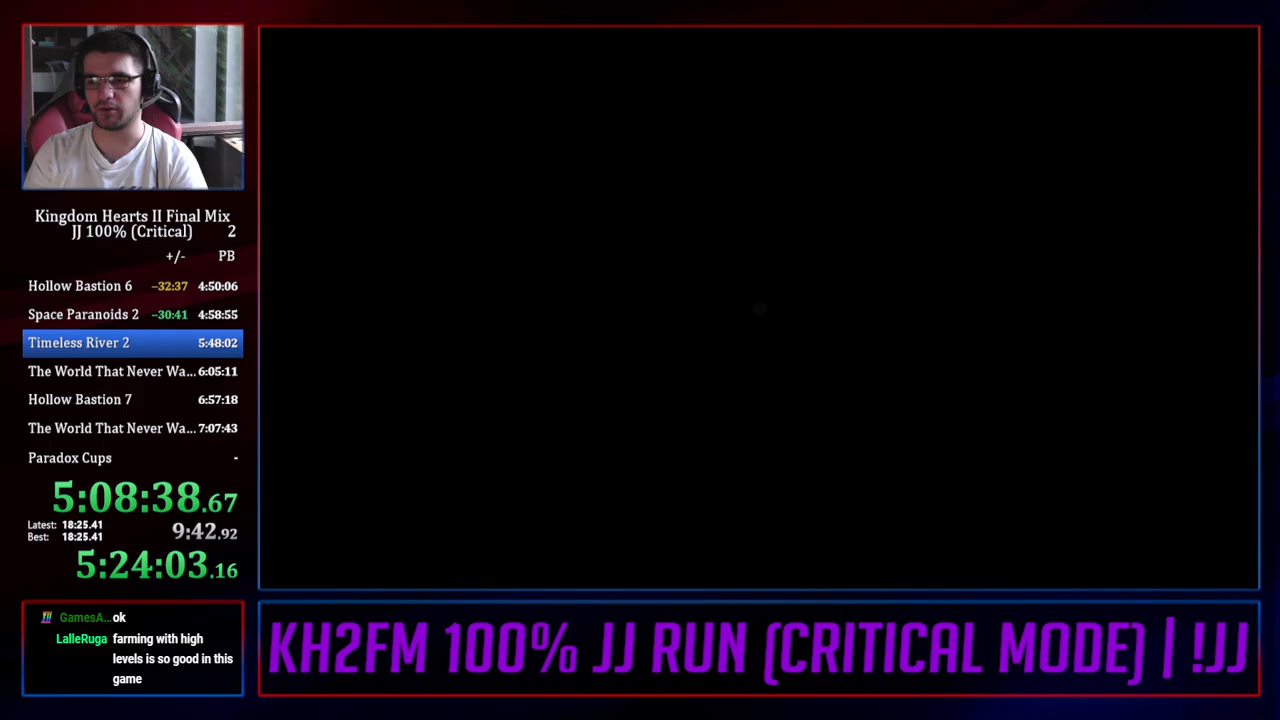 Kingdom Hearts II Final Mix
JJ 100% (Critical) 2
+/- PB
Hollow Bastion 6 −32:37 4:50:06
Space Paranoids 2 −30:41 4:58:55
Timeless River 2 5:48:02
The World That Never Wa... 6:05:11
Hollow Bastion 7 6:57:18
The World That Never Wa... 7:07:43
Paradox Cups -
5:08:38.67
Latest: 18:25.41 9:42.92
Best: 18:25.41
5:24:03.16
GamesA... ok
LalleRuga farming with high
levels is so good in this
game
KH2FM 100% JJ RUN (CRITICAL MODE) | !JJ